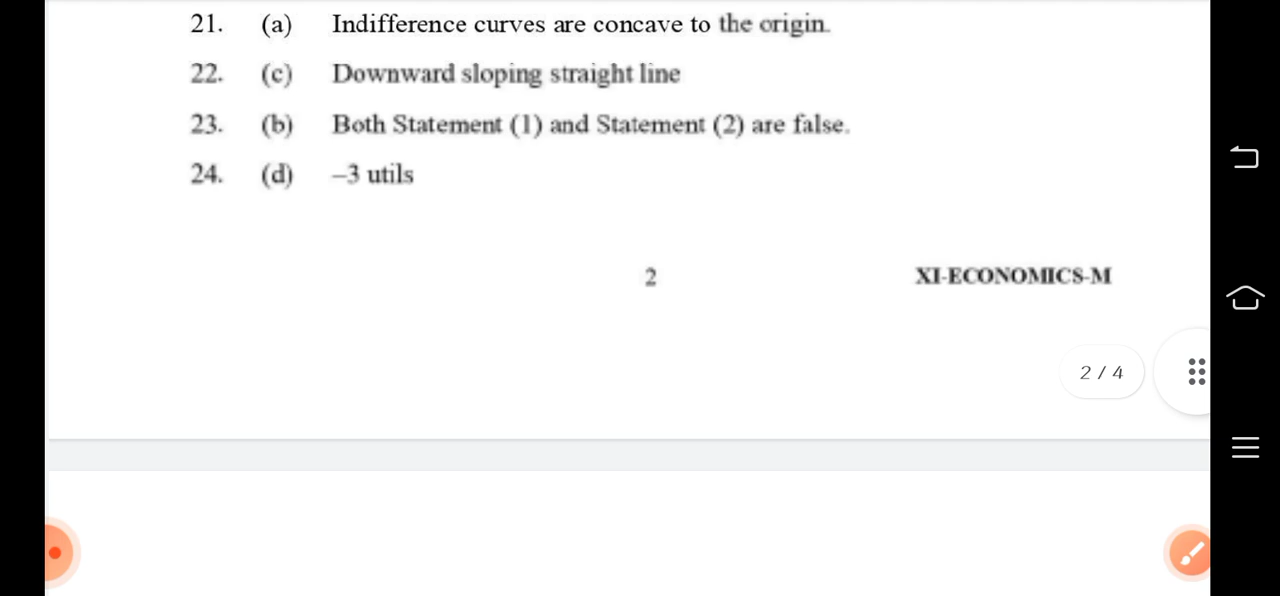 21. (a) Indifference curves are concave to the origin.
22. (c) Downward sloping straight line
23. (b) Both Statement (1) and Statement (2) are false.
24. (d) –3 utils
2 XI-ECONOMICS-M
2 / 4